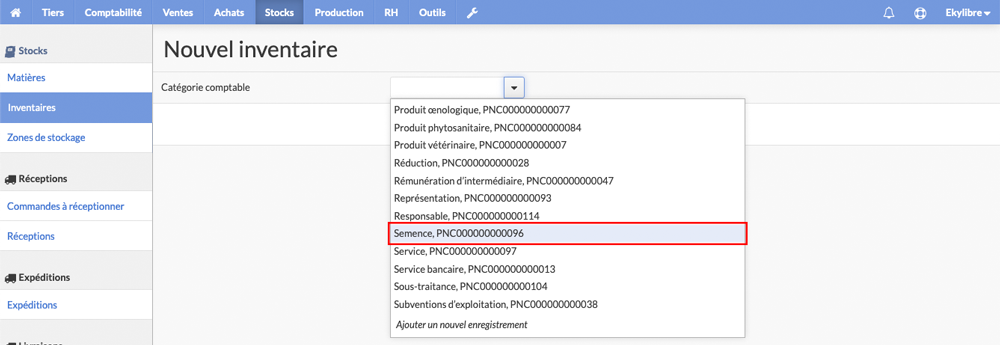 Tiers Comptabilité Ventes Achats Stocks Production RH Outils Ekylibre
Stocks
Matières
Inventaires
Zones de stockage
Réceptions
Commandes à réceptionner
Réceptions
Expéditions
Expéditions
Nouvel inventaire
Catégorie comptable
Produit œnologique, PNC000000000077
Produit phytosanitaire, PNC000000000084
Produit vétérinaire, PNC000000000007
Réduction, PNC000000000028
Rémunération d'intermédiaire, PNC000000000047
Représentation, PNC000000000093
Responsable, PNC000000000114
Semence, PNC000000000096
Service, PNC000000000097
Service bancaire, PNC000000000013
Sous-traitance, PNC000000000104
Subventions d'exploitation, PNC000000000038
Ajouter un nouvel enregistrement